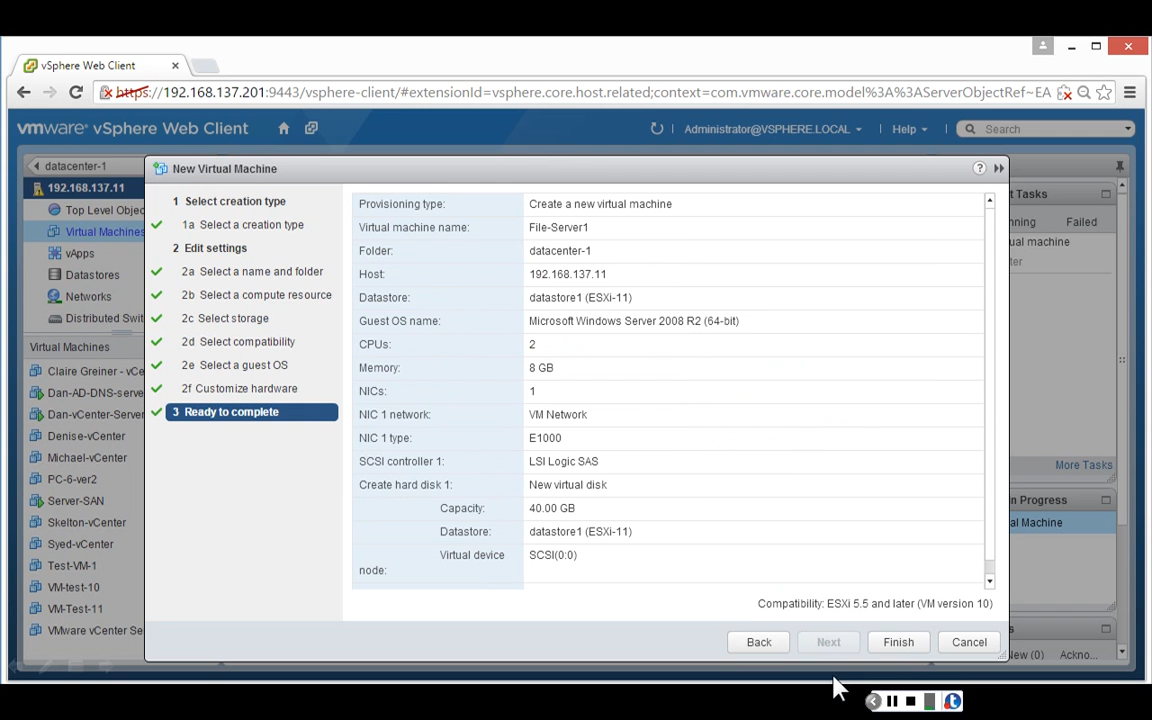 vSphere Web Client
https://192.168.137.201:9443/vsphere-client/#extensionId=vsphere.core.host.related;context=com.vmware.core.model%3A%3AServerObjectRef~EA
vmware® vSphere Web Client
Administrator@VSPHERE.LOCAL
Help
Search
datacenter-1
192.168.137.11
Top Level Objec
Virtual Machines
vApps
Datastores
Networks
Distributed Swit
Virtual Machines
Claire Greiner - vCe
Dan-AD-DNS-serve
Dan-vCenter-Server
Denise-vCenter
Michael-vCenter
PC-6-ver2
Server-SAN
Skelton-vCenter
Syed-vCenter
Test-VM-1
VM-test-10
VM-Test-11
VMware vCenter Se
New Virtual Machine
1 Select creation type
1a Select a creation type
2 Edit settings
2a Select a name and folder
2b Select a compute resource
2c Select storage
2d Select compatibility
2e Select a guest OS
2f Customize hardware
3 Ready to complete
Provisioning type: Create a new virtual machine
Virtual machine name: File-Server1
Folder: datacenter-1
Host: 192.168.137.11
Datastore: datastore1 (ESXi-11)
Guest OS name: Microsoft Windows Server 2008 R2 (64-bit)
CPUs: 2
Memory: 8 GB
NICs: 1
NIC 1 network: VM Network
NIC 1 type: E1000
SCSI controller 1: LSI Logic SAS
Create hard disk 1: New virtual disk
Capacity: 40.00 GB
Datastore: datastore1 (ESXi-11)
Virtual device SCSI(0:0)
node:
Compatibility: ESXi 5.5 and later (VM version 10)
Back
Next
Finish
Cancel
t Tasks
nning
Failed
ual machine
ter
More Tasks
n Progress
al Machine
s
New (0)
Ackno...